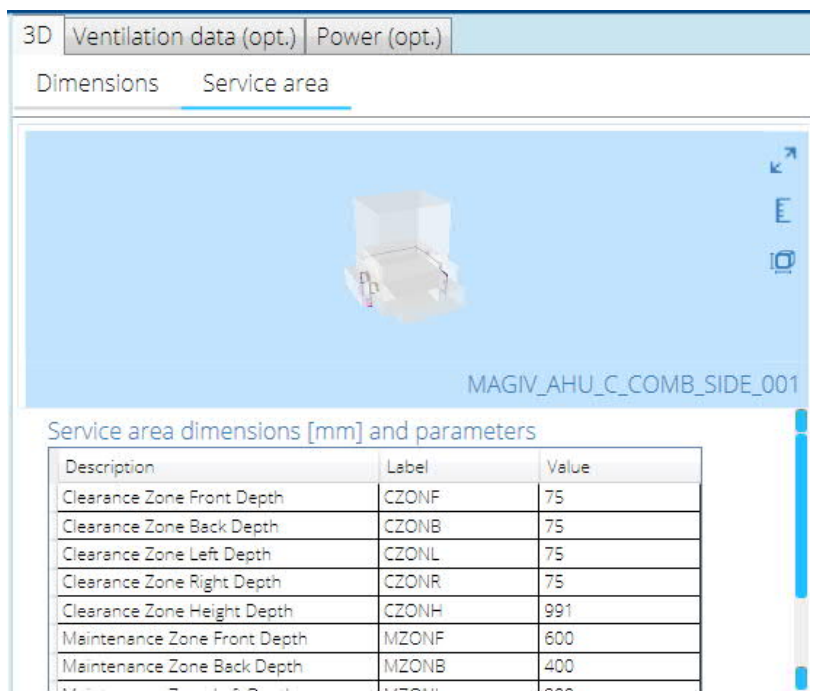 3D Ventilation data (opt.) Power (opt.)
Dimensions Service area
MAGIV_AHU_C_COMB_SIDE_001
Service area dimensions [mm] and parameters
Description Label Value
Clearance Zone Front Depth CZONF 75
Clearance Zone Back Depth CZONB 75
Clearance Zone Left Depth CZONL 75
Clearance Zone Right Depth CZONR 75
Clearance Zone Height Depth CZONH 991
Maintenance Zone Front Depth MZONF 600
Maintenance Zone Back Depth MZONB 400